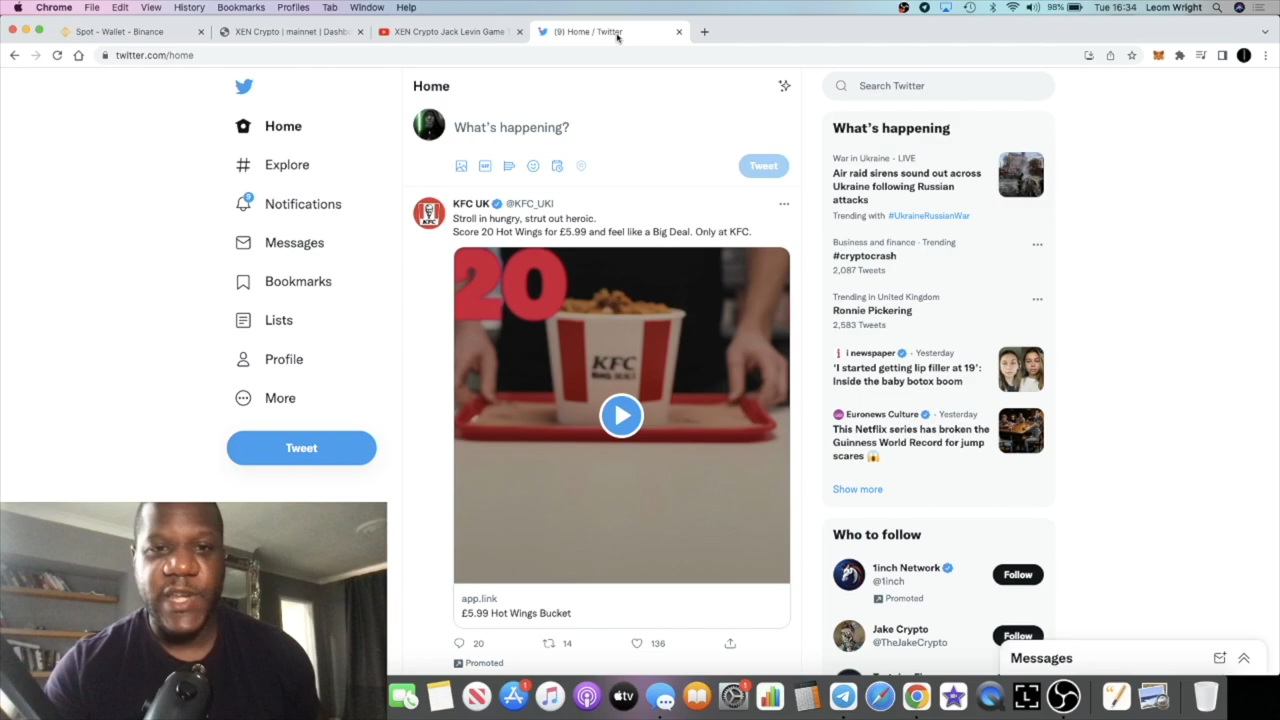 Chrome File Edit View History Bookmarks Profiles Tab Window Help
98% Tue 16:34 Leom Wright
Spot - Wallet - Binance
XEN Crypto | mainnet | Dashb
XEN Crypto Jack Levin Game
(9) Home / Twitter
twitter.com/home
Home
Explore
9
Notifications
Messages
Bookmarks
Lists
Profile
More
Tweet
Home
What's happening?
GIF
Tweet
KFC UK @KFC_UKI
Stroll in hungry, strut out heroic.
Score 20 Hot Wings for £5.99 and feel like a Big Deal. Only at KFC.
20
KFC
app.link
£5.99 Hot Wings Bucket
20 14 136
Promoted
Search Twitter
What's happening
War in Ukraine · LIVE
Air raid sirens sound out across
Ukraine following Russian
attacks
Trending with #UkraineRussianWar
Business and finance · Trending
#cryptocrash
2,087 Tweets
Trending in United Kingdom
Ronnie Pickering
2,583 Tweets
i newspaper · Yesterday
'I started getting lip filler at 19':
Inside the baby botox boom
Euronews Culture · Yesterday
This Netflix series has broken the
Guinness World Record for jump
scares 😱
Show more
Who to follow
1inch Network
@1inch
Promoted
Follow
Jake Crypto
@TheJakeCrypto
Follow
Messages
1
tv
1
L